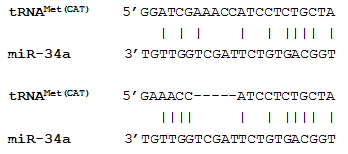 tRNAMet(CAT) 5’GGATCGAAACCATCCTCTGCTA
| | | | | |||| |
miR-34a 3’TGTTGGTCGATTCTGTGACGGT
tRNAMet(CAT) 5’GAAACC-----ATCCTCTGCTA
|||| | | |||| |
miR-34a 3’TGTTGGTCGATTCTGTGACGGT